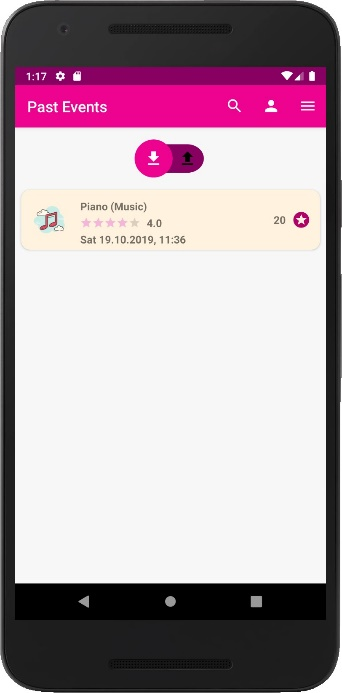 1:17
Past Events
Piano (Music)
4.0
20
Sat 19.10.2019, 11:36